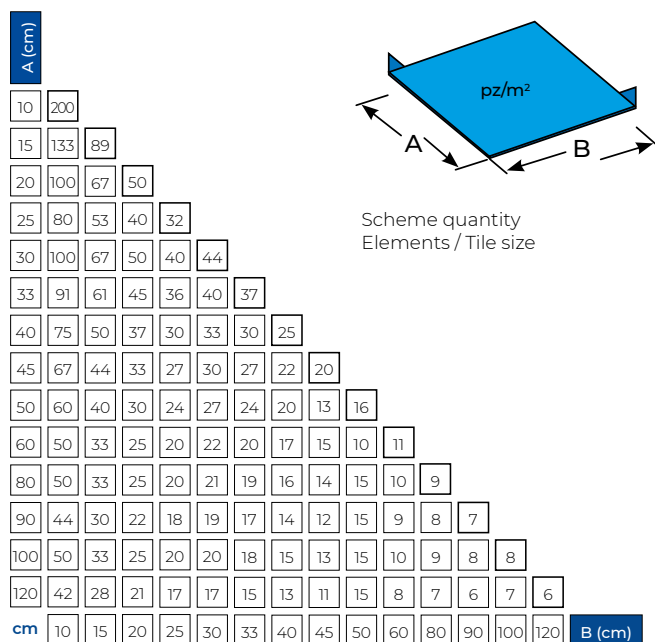 A (cm)
pz/m²
A
B
Scheme quantity
Elements / Tile size
10 200
15 133 89
20 100 67 50
25 80 53 40 32
30 100 67 50 40 44
33 91 61 45 36 40 37
40 75 50 37 30 33 30 25
45 67 44 33 27 30 27 22 20
50 60 40 30 24 27 24 20 13 16
60 50 33 25 20 22 20 17 15 10 11
80 50 33 25 20 21 19 16 14 15 10 9
90 44 30 22 18 19 17 14 12 15 9 8 7
100 50 33 25 20 20 18 15 13 15 10 9 8 8
120 42 28 21 17 17 15 13 11 15 8 7 6 7 6
cm 10 15 20 25 30 33 40 45 50 60 80 90 100 120 B (cm)